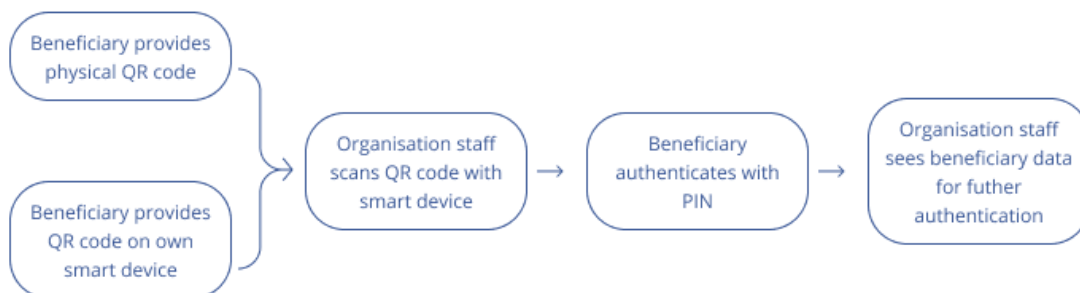 Beneficiary provides
physical QR code
Beneficiary provides
QR code on own
smart device
Organisation staff
scans QR code with
smart device
Beneficiary
authenticates with
PIN
Organisation staff
sees beneficiary data
for futher
authentication